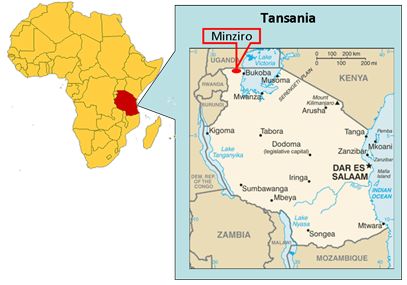 Tansania
Minziro
UGANDA
Lake
Victoria
0 100 200 km
0 100 200 mi
RWANDA
Bukoba
Musoma
SERENGETI PLAIN
KENYA
BURUNDI
Mwanza
Mount
Kilimanjaro
Arusha
Kigoma
Tabora
Tanga
Mkoani
Pemba
Dodoma
(legislative capital)
Zanzibar
Zanzibar
Lake
Tanganyika
DAR ES
SALAAM
Mafia
Island
DEM. REP.
OF THE
CONGO
Iringa
INDIAN
OCEAN
Sumbawanga
Mbeya
Lake
Nyasa
Mtwara
ZAMBIA
Songea
MALAWI
MOZAMBIQUE